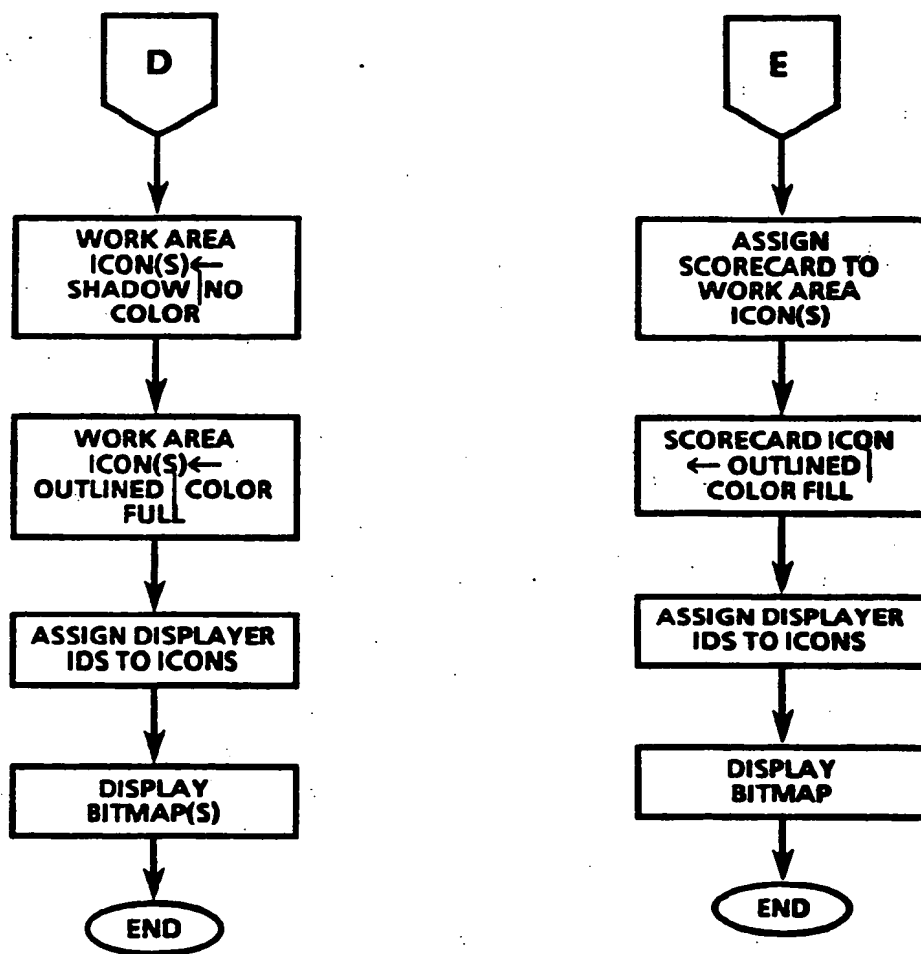 D
WORK AREA
ICON(S)←
SHADOW|NO
COLOR
WORK AREA
ICON(S)←
OUTLINED|COLOR
FULL
ASSIGN DISPLAYER
IDS TO ICONS
DISPLAY
BITMAP(S)
END
E
ASSIGN
SCORECARD TO
WORK AREA
ICON(S)
SCORECARD ICON
← OUTLINED|
COLOR FILL
ASSIGN DISPLAYER
IDS TO ICONS
DISPLAY
BITMAP
END